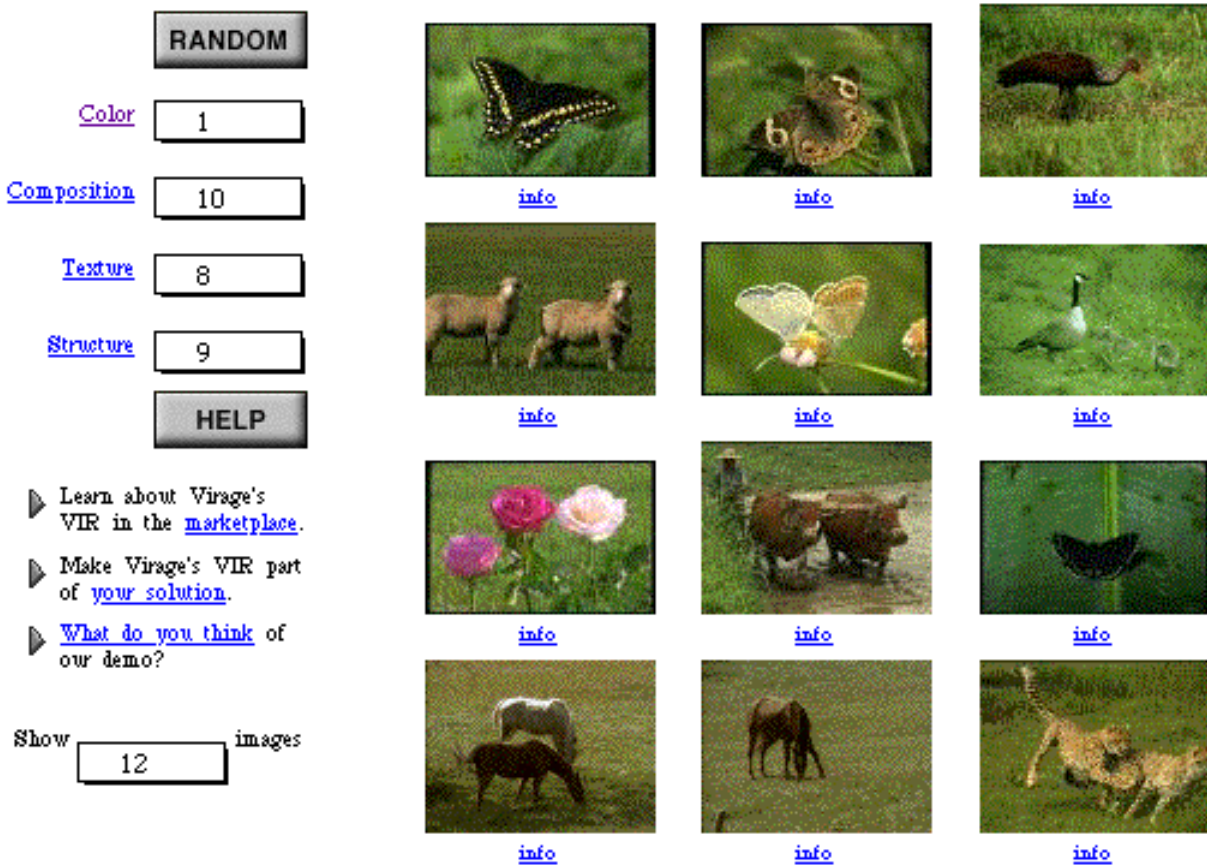 RANDOM
Color 1
Composition 10
Texture 8
Structure 9
HELP
Learn about Virage's
VIR in the marketplace.
Make Virage's VIR part
of your solution.
What do you think of
our demo?
Show 12 images
info info info
info info info
info info info
info info info